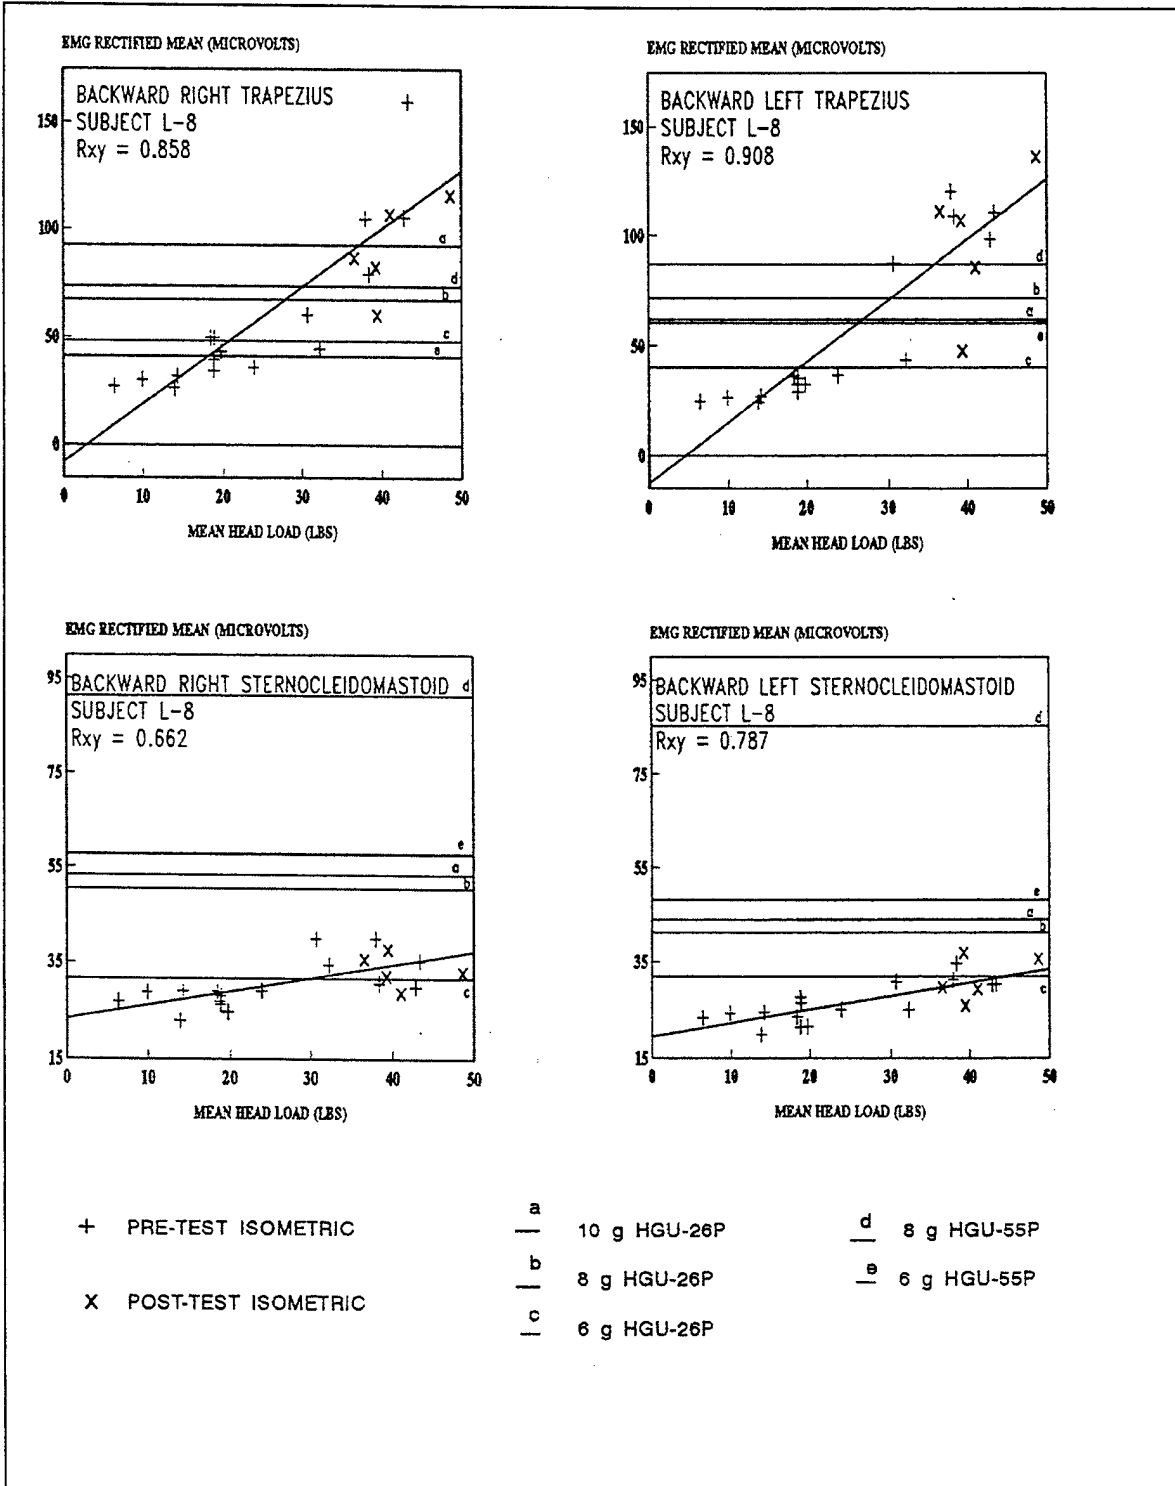 EMG RECTIFIED MEAN (MICROVOLTS)
BACKWARD RIGHT TRAPEZIUS
SUBJECT L-8
Rxy = 0.858
150
100
50
0
a
d
b
c
e
0 10 20 30 40 50
MEAN HEAD LOAD (LBS)
EMG RECTIFIED MEAN (MICROVOLTS)
BACKWARD LEFT TRAPEZIUS
SUBJECT L-8
Rxy = 0.908
150
100
50
0
d
b
a
e
c
0 10 20 30 40 50
MEAN HEAD LOAD (LBS)
EMG RECTIFIED MEAN (MICROVOLTS)
BACKWARD RIGHT STERNOCLEIDOMASTOID
SUBJECT L-8
Rxy = 0.662
95
75
55
35
15
d
e
a
b
c
0 10 20 30 40 50
MEAN HEAD LOAD (LBS)
EMG RECTIFIED MEAN (MICROVOLTS)
BACKWARD LEFT STERNOCLEIDOMASTOID
SUBJECT L-8
Rxy = 0.787
95
75
55
35
15
d
e
a
b
c
0 10 20 30 40 50
MEAN HEAD LOAD (LBS)
+ PRE-TEST ISOMETRIC
X POST-TEST ISOMETRIC
a 10 g HGU-26P
b 8 g HGU-26P
c 6 g HGU-26P
d 8 g HGU-55P
e 6 g HGU-55P